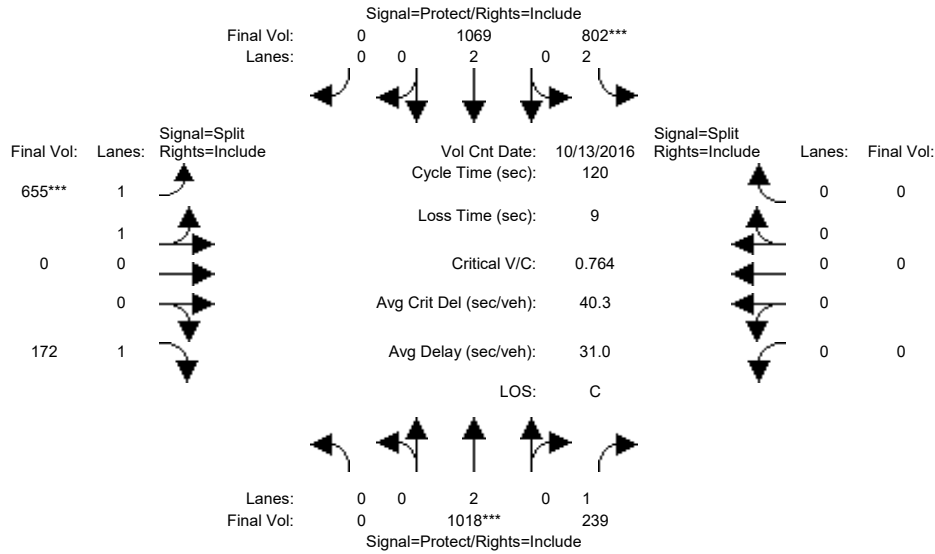 Signal=Protect/Rights=Include
Final Vol: 0 1069 802***
Lanes: 0 0 2 0 2
Signal=Split
Final Vol: Lanes: Rights=Include
Vol Cnt Date: 10/13/2016
Signal=Split
Rights=Include Lanes: Final Vol:
Cycle Time (sec): 120
655*** 1
0 0
Loss Time (sec): 9
1
0
0 0
Critical V/C: 0.764
0 0
0
Avg Crit Del (sec/veh): 40.3
0
172 1
Avg Delay (sec/veh): 31.0
0 0
LOS: C
Lanes: 0 0 2 0 1
Final Vol: 0 1018*** 239
Signal=Protect/Rights=Include